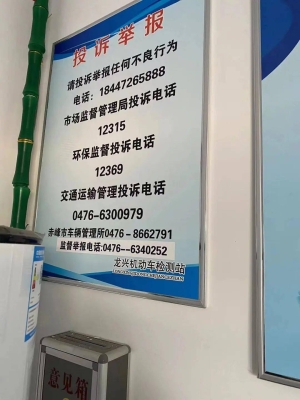 投诉举报
请投诉举报任何不良行为
电话：18447265888
市场监督管理局投诉电话
12315
环保监督投诉电话
12369
交通运输管理投诉电话
0476-6300979
赤峰市车辆管理所0476－8662791
监督举报电话:0476--6340252
龙兴机动车检测站
意见箱